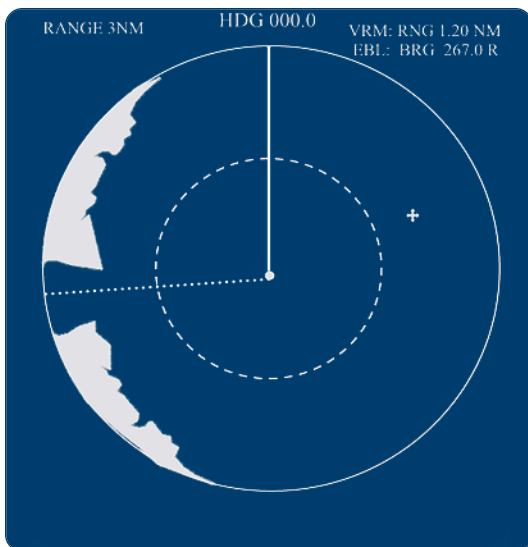 HDG 000.0
RANGE 3NM
VRM: RNG 1.20 NM
EBL: BRG 267.0 R